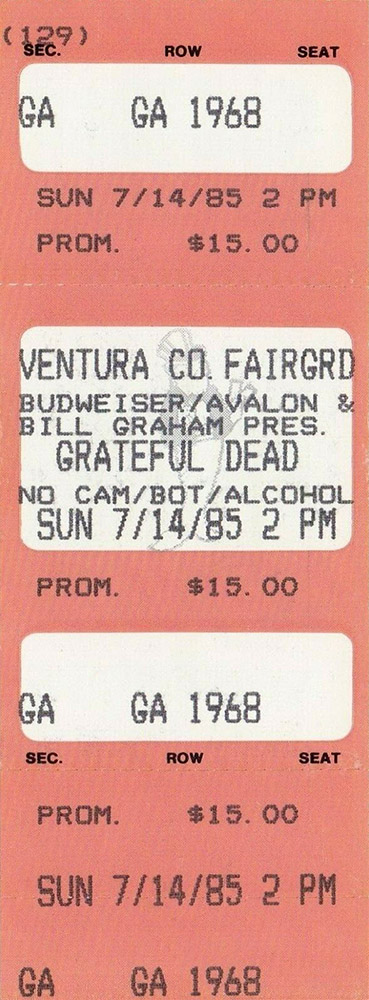 (129)
SEC. ROW SEAT
GA GA 1968
SUN 7/14/85 2 PM
PROM. $15.00
VENTURA CO FAIRGRD
BUDWEISER/AVALON &
BILL GRAHAM PRES.
GRATEFUL DEAD
NO CAM/BOT/ALCOHOL
SUN 7/14/85 2 PM
PROM. $15.00
GA GA 1968
SEC. ROW SEAT
PROM. $15.00
SUN 7/14/85 2 PM
GA GA 1968